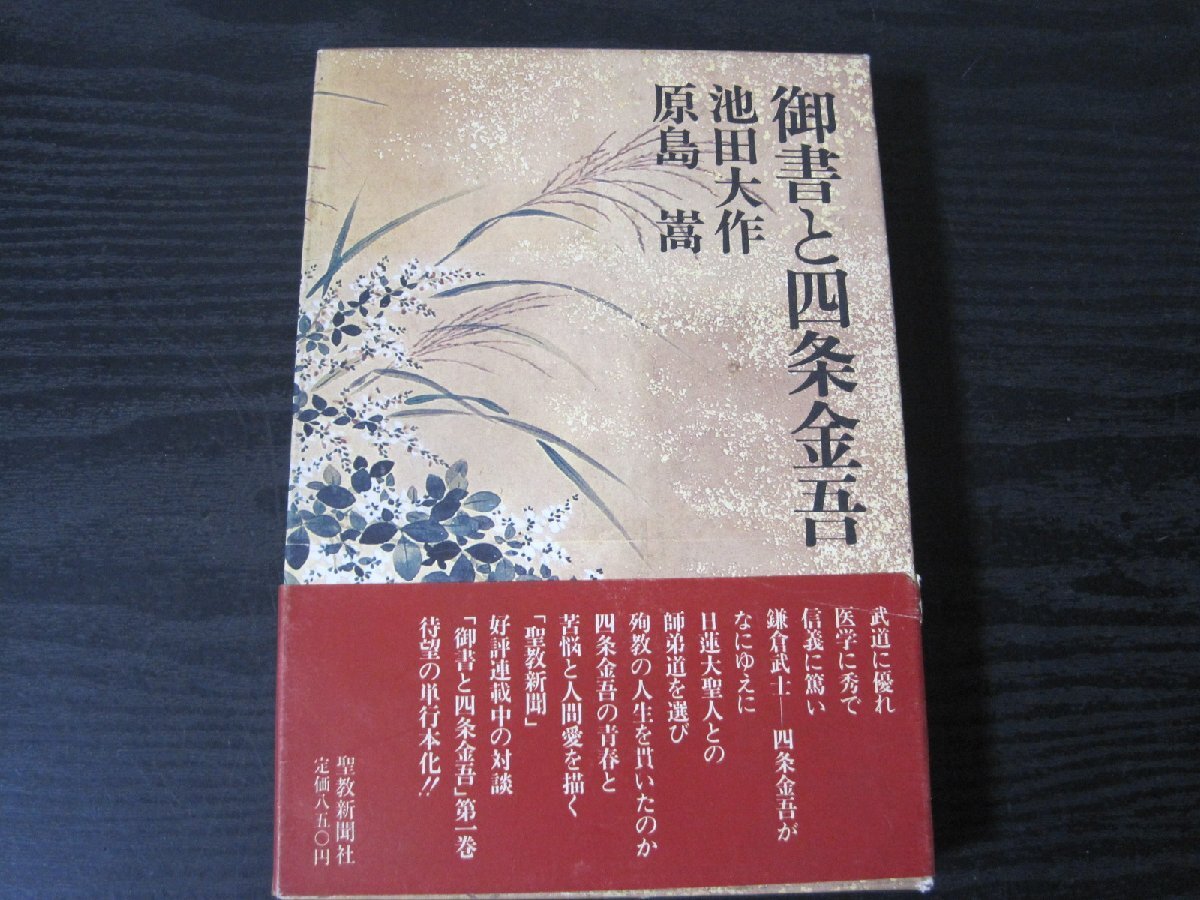 御書と四条金吾
池田大作
原島 嵩
武道に優れ
医学に秀で
信義に篤い
鎌倉武士─四条金吾が
なにゆえに
日蓮大聖人との
師弟道を選び
殉教の人生を貫いたのか
四条金吾の青春と
苦悩と人間愛を描く
「聖教新聞」
好評連載中の対談
「御書と四条金吾」第一巻
待望の単行本化!!
聖教新聞社
定価八五〇円